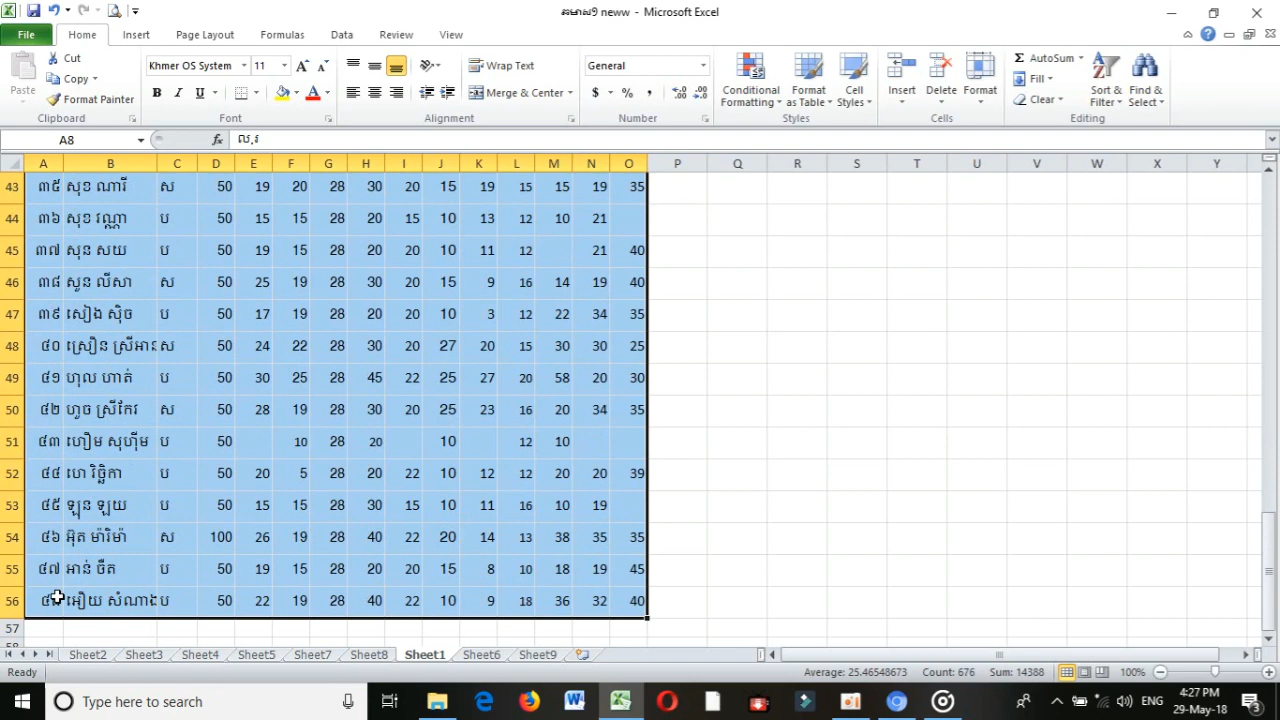 គមាស9 neww - Microsoft Excel
File Home Insert Page Layout Formulas Data Review View
Cut
Copy
Format Painter
Paste
Clipboard
Khmer OS System 11
B I U
Font
Wrap Text
Merge & Center
Alignment
General
$ % ,
Number
Conditional Formatting
Format as Table
Cell Styles
Styles
Insert Delete Format
Cells
AutoSum
Fill
Clear
Sort & Filter
Find & Select
Editing
A8 fx ល.រ
A B C D E F G H I J K L M N O P Q R S T U V W X Y
43 ៣៥ សុខ ណារី ស 50 19 20 28 30 20 15 19 15 15 19 35
44 ៣៦ សុខ វណ្ណា ប 50 15 15 28 20 15 10 13 12 10 21
45 ៣៧ សុន សយ ប 50 19 15 28 20 20 10 11 12 21 40
46 ៣៨ សួន លីសា ស 50 25 19 28 30 20 15 9 16 14 19 40
47 ៣៩ សៀង ស៊ិច ប 50 17 19 28 20 20 10 3 12 22 34 35
48 ៤០ ស្រឿន ស្រីអាន ស 50 24 22 28 30 20 27 20 15 30 30 25
49 ៤១ ហុល ហាត់ ប 50 30 25 28 45 22 25 27 20 58 20 30
50 ៤២ ហួច ស្រីកែវ ស 50 28 19 28 30 20 25 23 16 20 34 35
51 ៤៣ ហឿម សុហ៊ីម ប 50 10 28 20 10 12 10
52 ៤៤ ហេ រិច្ឆិកា ប 50 20 5 28 20 22 10 12 12 20 20 39
53 ៤៥ ឡុន ឡយ ប 50 15 15 28 30 15 10 11 16 10 19
54 ៤៦ អ៊ុត ម៉ារិម៉ា ស 100 26 19 28 40 22 20 14 13 38 35 35
55 ៤៧ អាន់ ចឺត ប 50 19 15 28 20 20 15 8 10 18 19 45
56 អឿយ សំណាង ប 50 22 19 28 40 22 10 9 18 36 32 40
57
58
Sheet2 Sheet3 Sheet4 Sheet5 Sheet7 Sheet8 Sheet1 Sheet6 Sheet9
Ready Average: 25.46548673 Count: 676 Sum: 14388 100%
Type here to search
ENG
4:27 PM
29-May-18
3